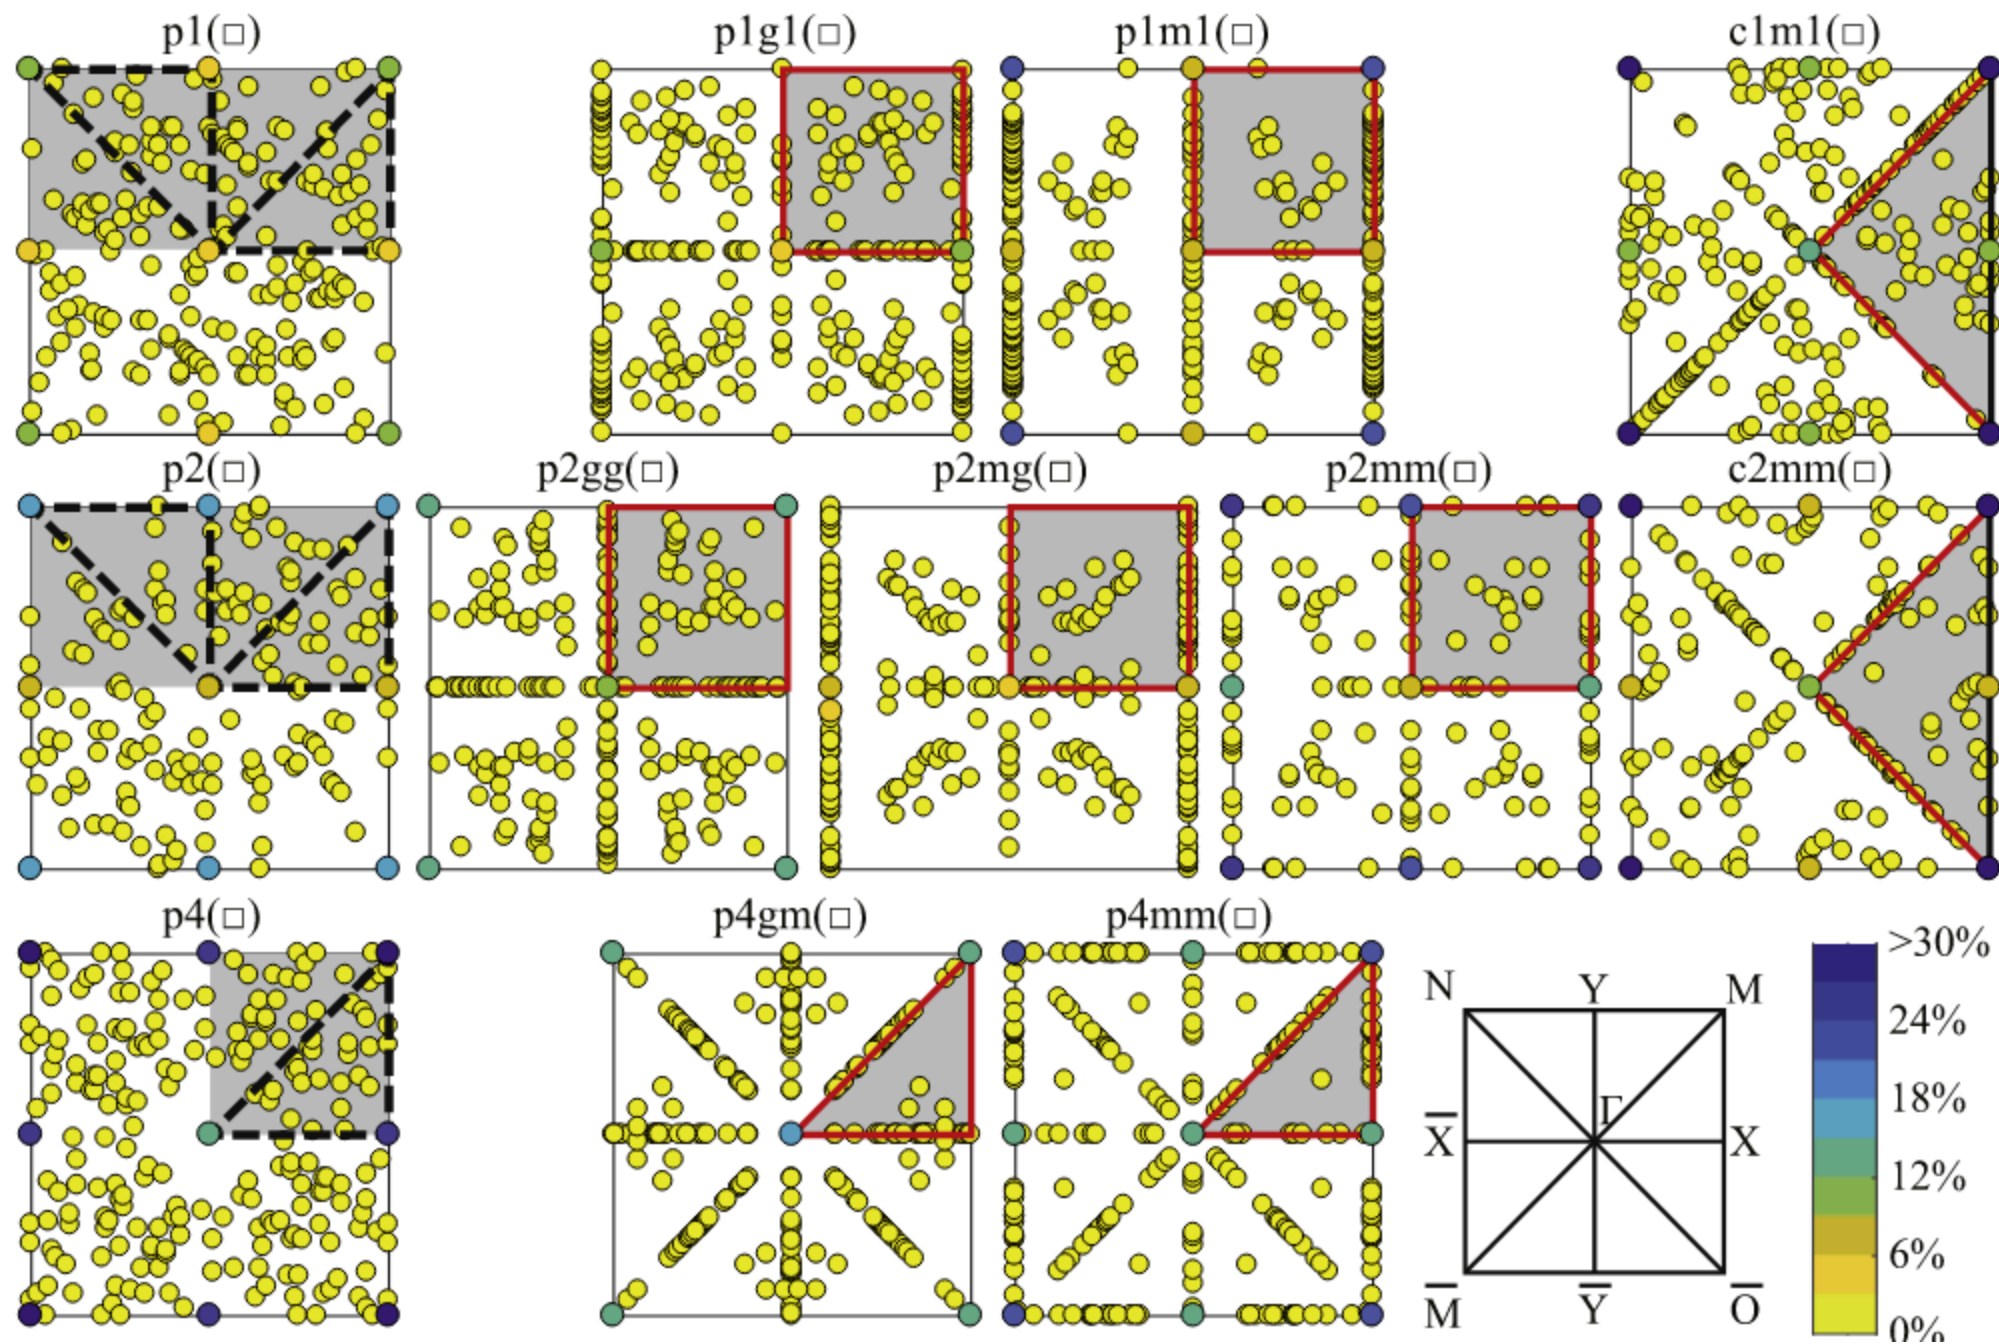 p1(□)
p1g1(□)
p1m1(□)
c1m1(□)
p2(□)
p2gg(□)
p2mg(□)
p2mm(□)
c2mm(□)
p4(□)
p4gm(□)
p4mm(□)
N Y M
Γ
X̅ X
M̅ Y̅ O̅
>30%
24%
18%
12%
6%
0%